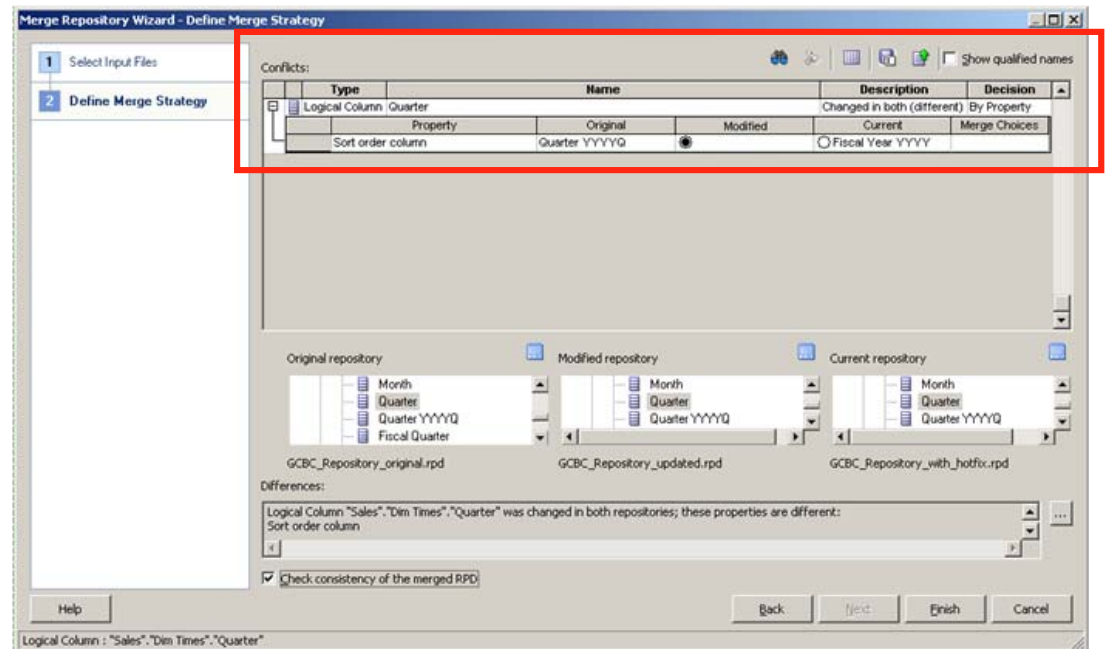 Merge Repository Wizard - Define Merge Strategy
1 Select Input Files
2 Define Merge Strategy
Conflicts:
Show qualified names
Type Name Description Decision
Logical Column Quarter Changed in both (different) By Property
Property Original Modified Current Merge Choices
Sort order column Quarter YYYYQ Fiscal Year YYYY
Original repository Modified repository Current repository
Month Month Month
Quarter Quarter Quarter
Quarter YYYYQ Quarter YYYYQ Quarter YYYYQ
Fiscal Quarter
GCBC_Repository_original.rpd GCBC_Repository_updated.rpd GCBC_Repository_with_hotfix.rpd
Differences:
Logical Column "Sales"."Dim Times"."Quarter" was changed in both repositories; these properties are different:
Sort order column
...
Check consistency of the merged RPD
Help Back Next Finish Cancel
Logical Column : "Sales"."Dim Times"."Quarter"